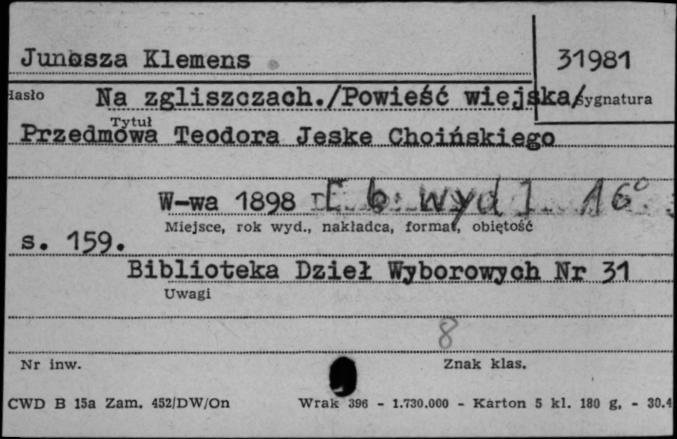 Junosza Klemens 31981
Hasło Na zgliszczach./Powieść wiejska/ Sygnatura
Tytuł
Przedmowa Teodora Jeske Choińskiego
W-wa 1898 [b. wyd]. 16°
Miejsce, rok wyd., nakładca, format, objętość
s. 159.
Biblioteka Dzieł Wyborowych Nr 31
Uwagi
8
Nr inw. Znak klas.
CWD B 15a Zam. 452/DW/On Wrak 396 - 1.730.000 - Karton 5 kl. 180 g. - 30.4